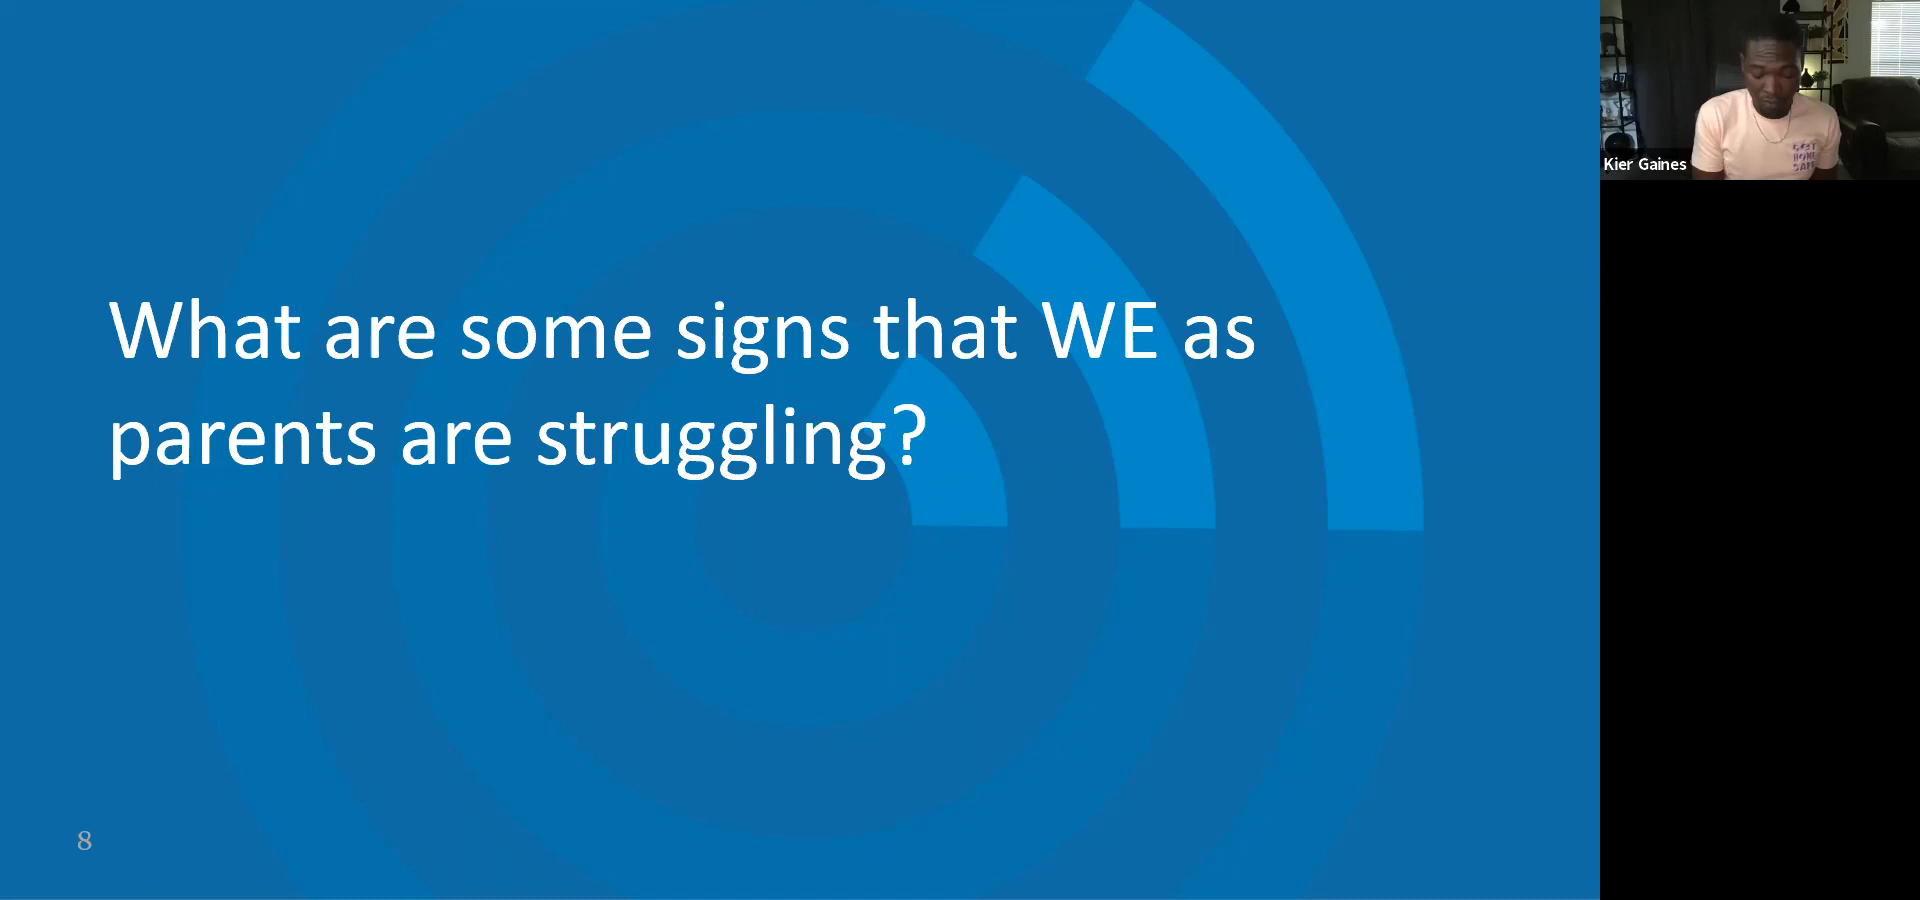 What are some signs that WE as
parents are struggling?
8
Kier Gaines